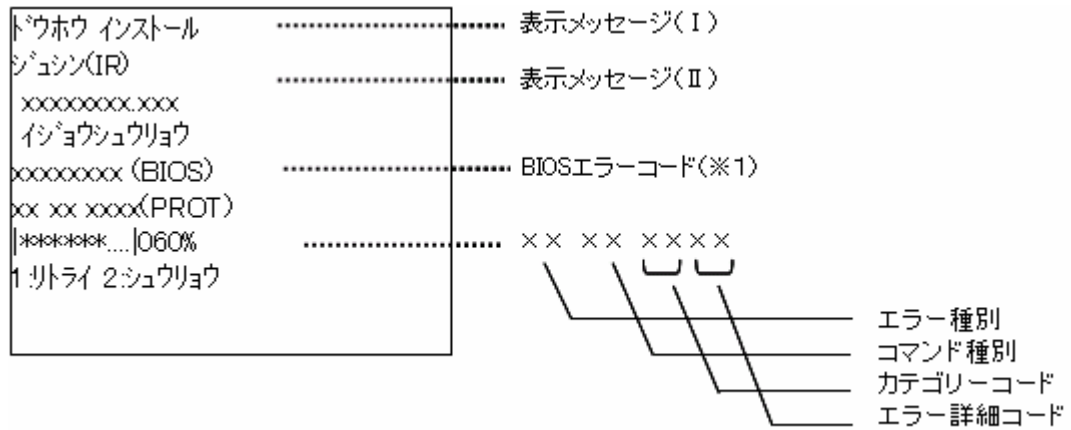 ドウホウ インストール ………… 表示メッセージ(Ⅰ)
ジュシン(IR)
………… 表示メッセージ(Ⅱ)
xxxxxxxx.xxx
イジョウシュウリョウ
xxxxxxxx (BIOS) ………… BIOSエラーコード(※1)
xx xx xxxx(PROT)
|*******....|060% ………… ×× ×× ××××
1:リトライ 2:シュウリョウ
エラー種別
コマンド種別
カテゴリーコード
エラー詳細コード